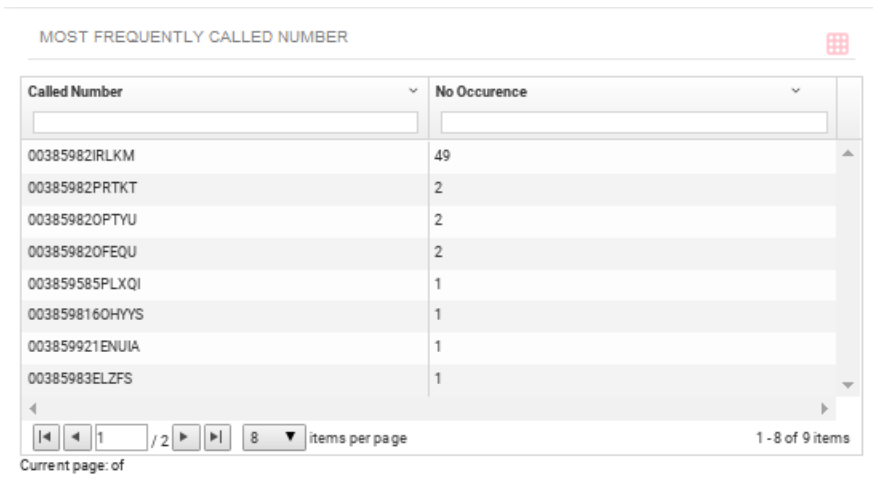 MOST FREQUENTLY CALLED NUMBER
Called Number No Occurence
00385982IRLKM 49
00385982PRTKT 2
00385982OPTYU 2
00385982OFEQU 2
003859585PLXQI 1
003859816OHYYS 1
003859921ENUIA 1
00385983ELZFS 1
1 / 2 8 items per page 1 - 8 of 9 items
Current page: of